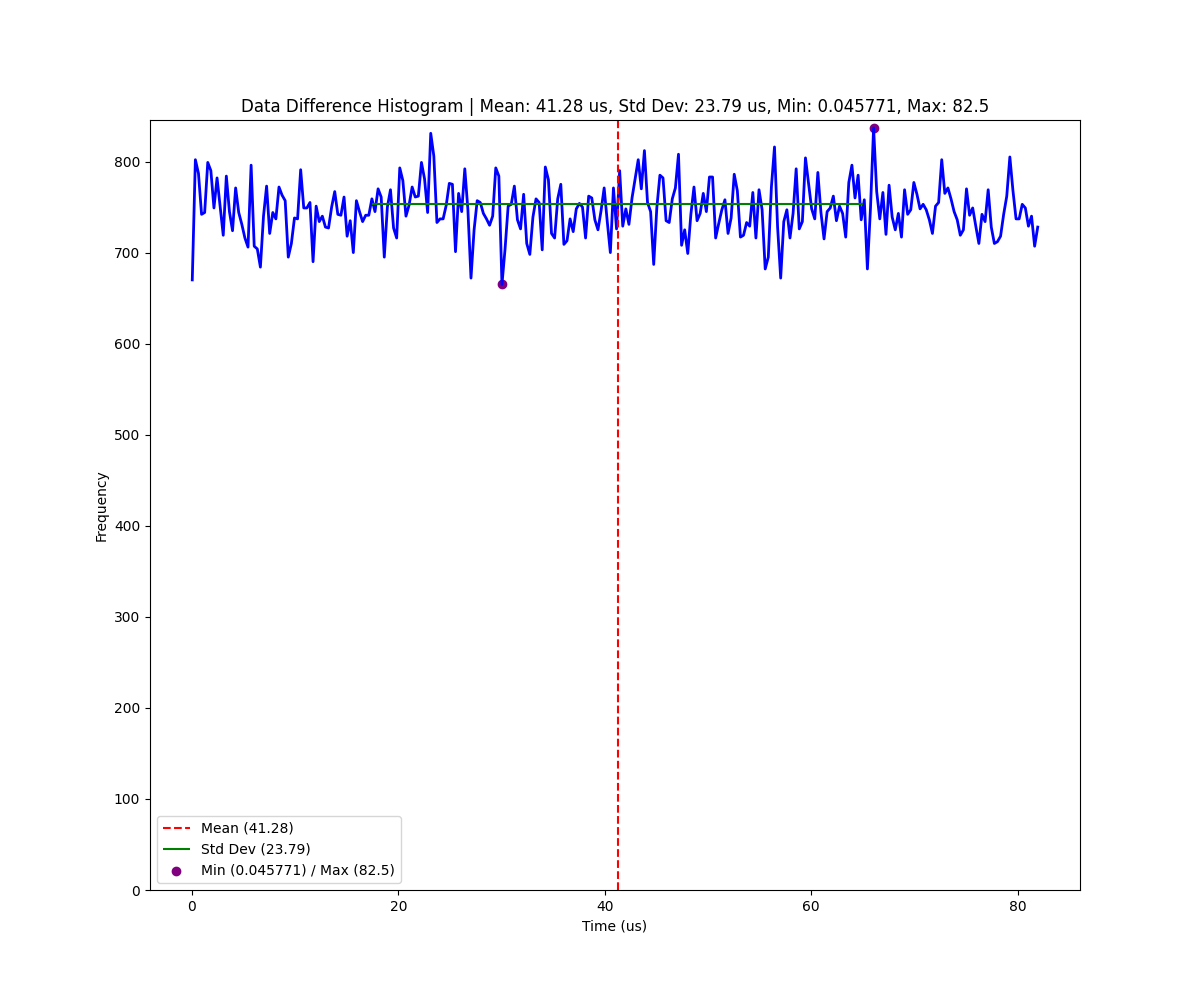 Data Difference Histogram | Mean: 41.28 us, Std Dev: 23.79 us, Min: 0.045771, Max: 82.5
800
700
600
500
400
300
200
100
0
Frequency
Mean (41.28)
Std Dev (23.79)
Min (0.045771) / Max (82.5)
0 20 40 60 80
Time (us)